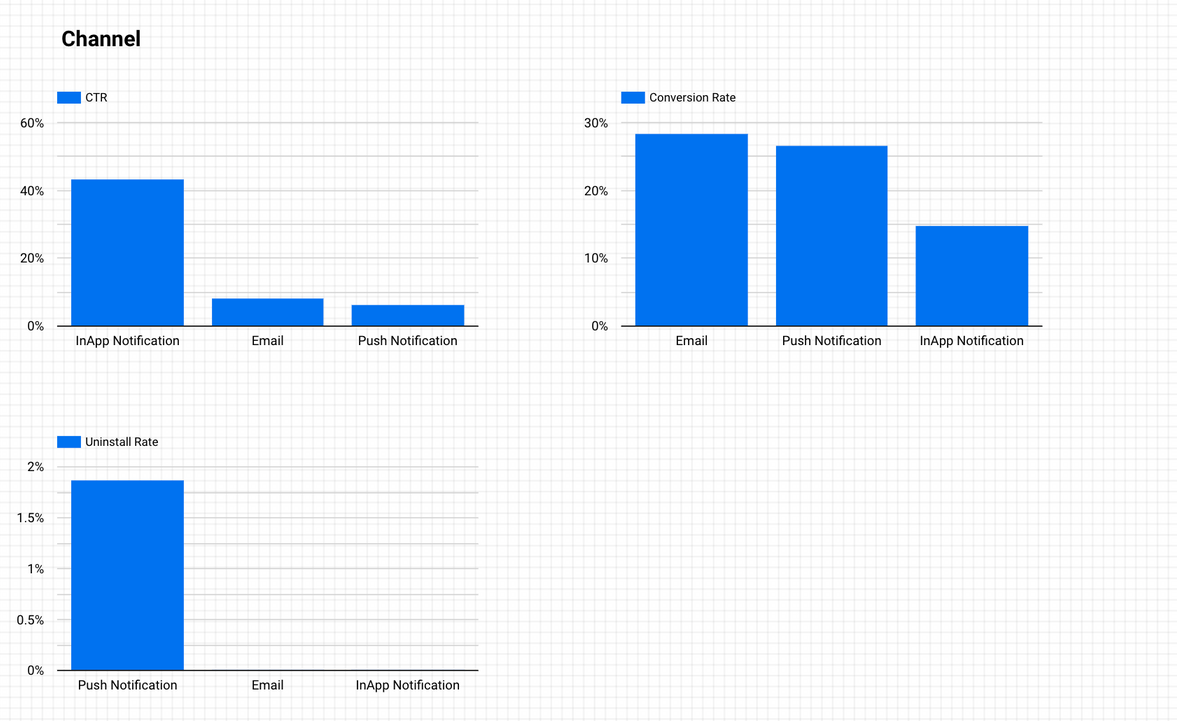 Channel
CTR
60%
40%
20%
0%
InApp Notification Email Push Notification
Conversion Rate
30%
20%
10%
0%
Email Push Notification InApp Notification
Uninstall Rate
2%
1.5%
1%
0.5%
0%
Push Notification Email InApp Notification